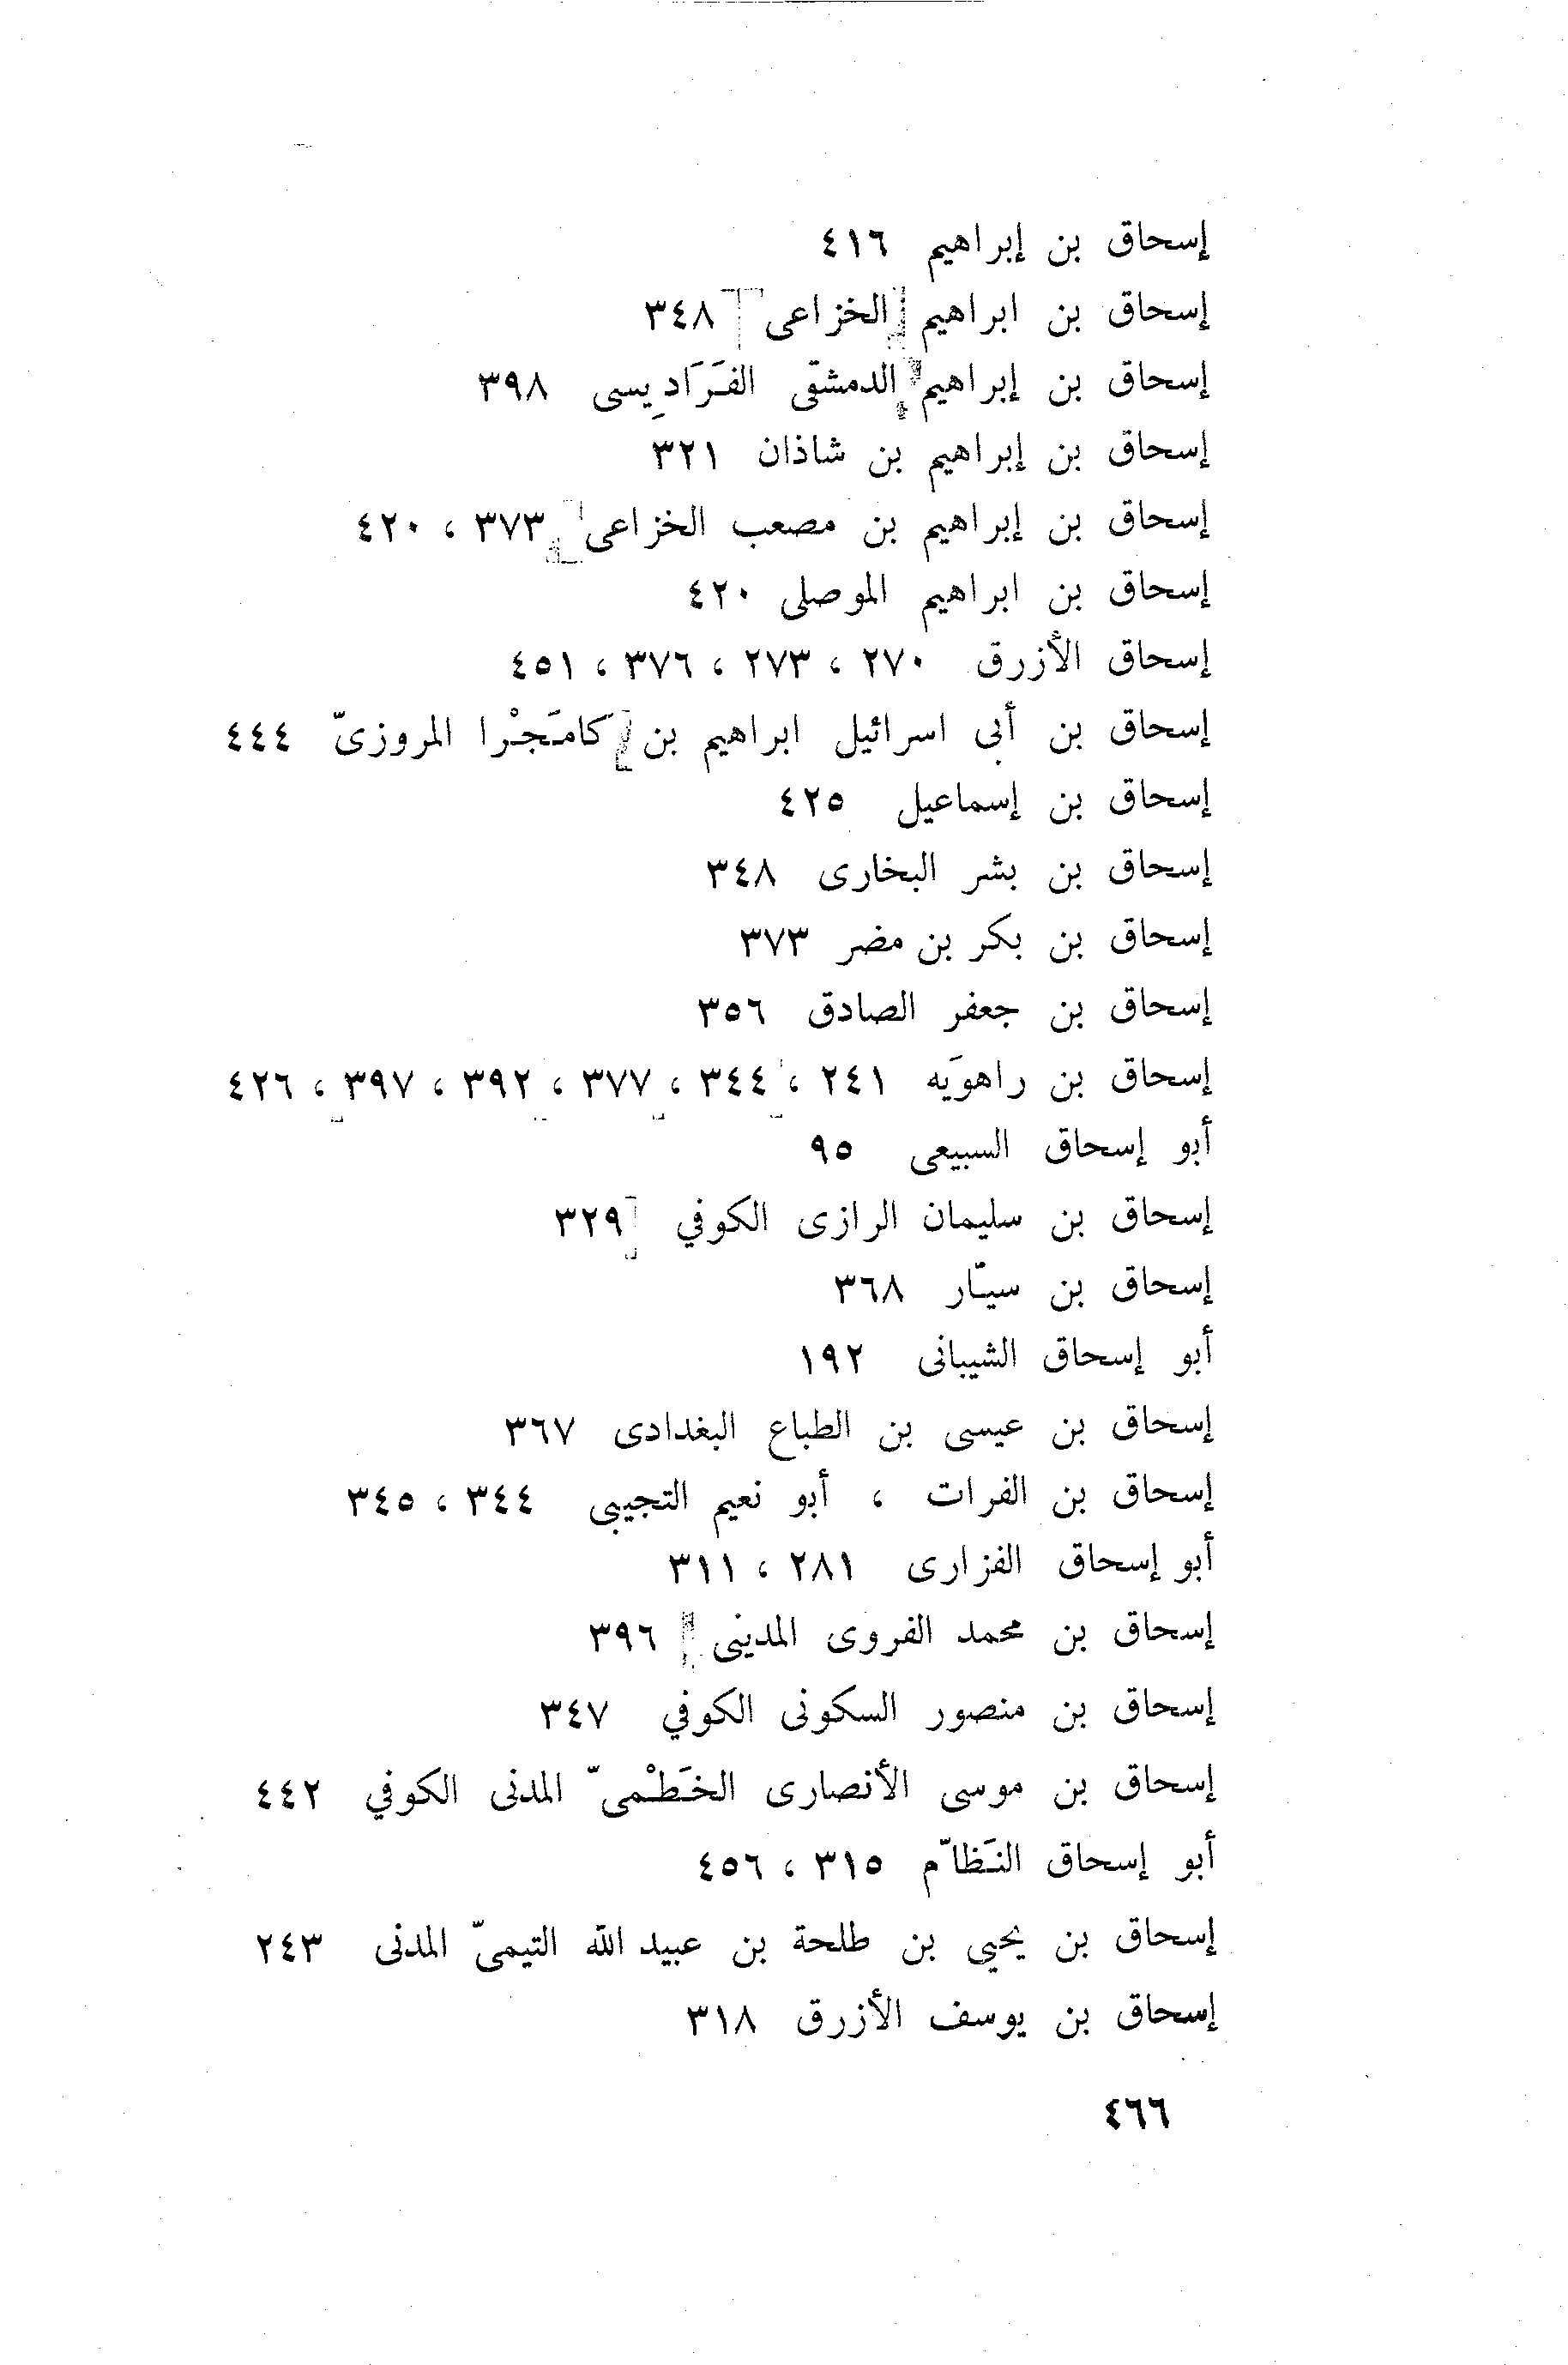 إسحاق بن إبراهيم ٤١٦
إسحاق بن ابراهيم الخزاعى ٣٤٨
إسحاق بن إبراهيم الدمشقى الفَرَادِيسى ٣٩٨
إسحاق بن إبراهيم بن شاذان ٣٢١
إسحاق بن إبراهيم بن مصعب الخزاعى ٣٧٣ ، ٤٢٠
إسحاق بن ابراهيم الموصلى ٤٢٠
إسحاق الأزرق ٢٧٠ ، ٢٧٣ ، ٣٧٦ ، ٤٥١
إسحاق بن أبى اسرائيل ابراهيم بن كامَجْرا المروزىّ ٤٤٤
إسحاق بن إسماعيل ٤٢٥
إسحاق بن بشر البخارى ٣٤٨
إسحاق بن بكر بن مضر ٣٧٣
إسحاق بن جعفر الصادق ٣٥٦
إسحاق بن راهوَيه ٢٤١ ، ٣٤٤ ، ٣٧٧ ، ٣٩٢ ، ٣٩٧ ، ٤٢٦
أبو إسحاق السبيعى ٩٥
إسحاق بن سليمان الرازى الكوفي ٣٢٩
إسحاق بن سيّار ٣٦٨
أبو إسحاق الشيبانى ١٩٢
إسحاق بن عيسى بن الطباع البغدادى ٣٦٧
إسحاق بن الفرات ، أبو نعيم التجيبى ٣٤٤ ، ٣٤٥
أبو إسحاق الفزارى ٢٨١ ، ٣١١
إسحاق بن محمد الفروى المدينى ٣٩٦
إسحاق بن منصور السكونى الكوفي ٣٤٧
إسحاق بن موسى الأنصارى الخَطْمىّ المدنى الكوفي ٤٤٢
أبو إسحاق النَظاّم ٣١٥ ، ٤٥٦
إسحاق بن يحيى بن طلحة بن عبيد الله التيمىّ المدنى ٢٤٣
إسحاق بن يوسف الأزرق ٣١٨
٤٦٦